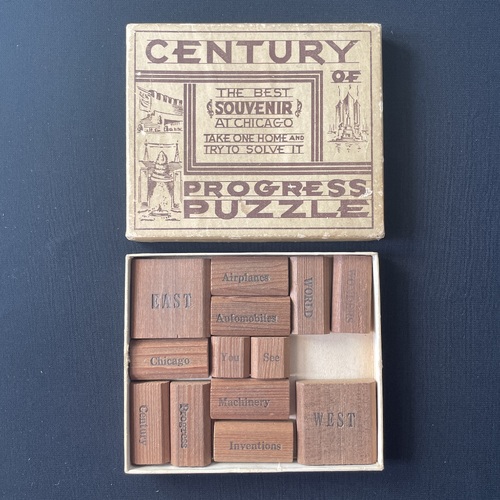 CENTURY
OF
THE BEST
SOUVENIR
AT CHICAGO
TAKE ONE HOME AND
TRY TO SOLVE IT
PROGRESS
PUZZLE
EAST
Airplanes
WORLD
Automobiles
Chicago
You
See
Century
Progress
Machinery
WEST
Inventions